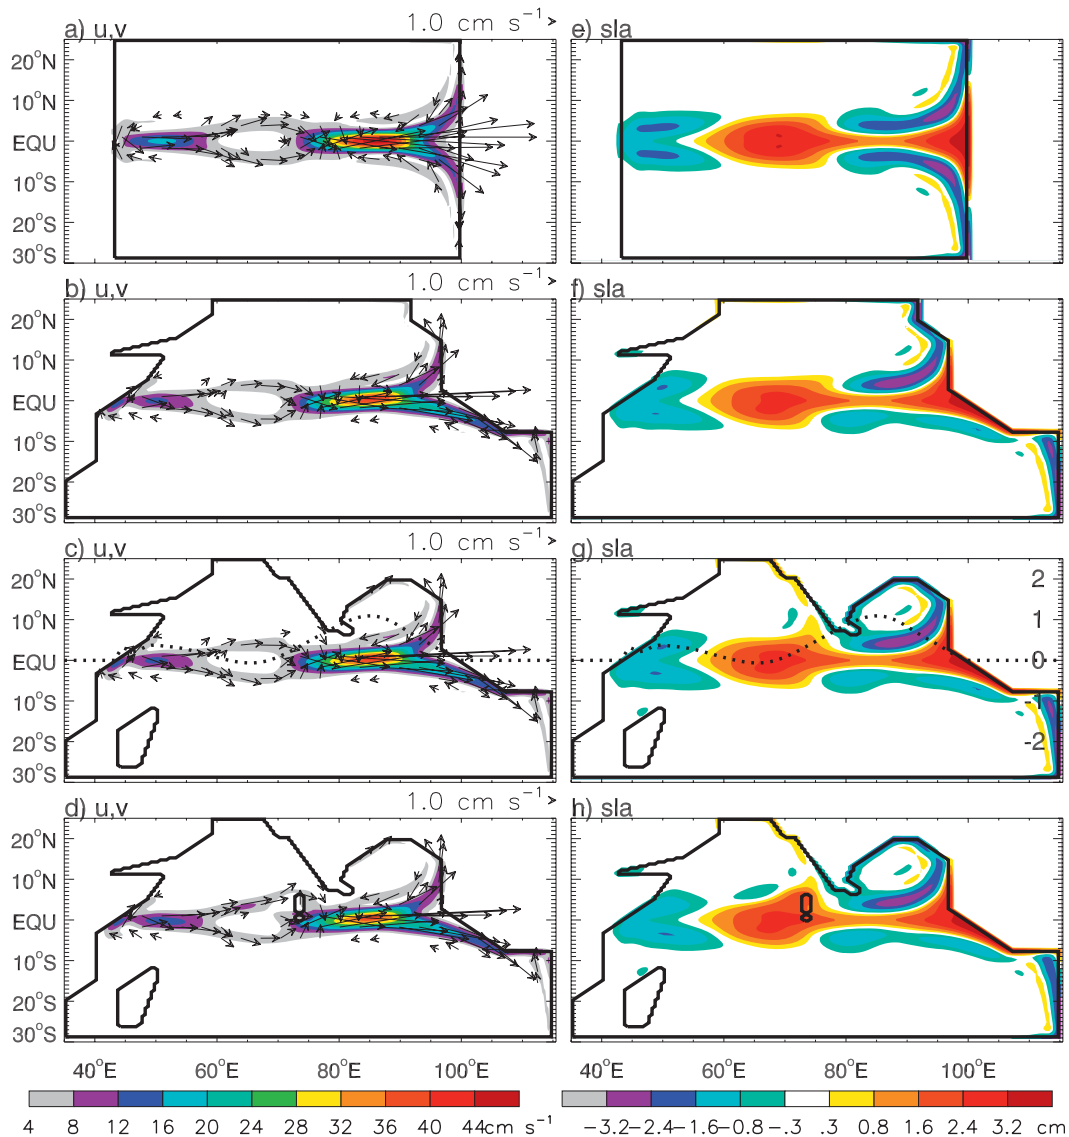 a) u,v 1.0 cm s⁻¹ e) sla
20°N
10°N
EQU
10°S
20°S
30°S
b) u,v 1.0 cm s⁻¹ f) sla
20°N
10°N
EQU
10°S
20°S
30°S
c) u,v 1.0 cm s⁻¹ g) sla
20°N 2
10°N 1
EQU 0
10°S -1
20°S -2
30°S
d) u,v 1.0 cm s⁻¹ h) sla
20°N
10°N
EQU
10°S
20°S
30°S
40°E 60°E 80°E 100°E 40°E 60°E 80°E 100°E
4 8 12 16 20 24 28 32 36 40 44 cm s⁻¹ -3.2 -2.4 -1.6 -0.8 -.3 .3 0.8 1.6 2.4 3.2 cm